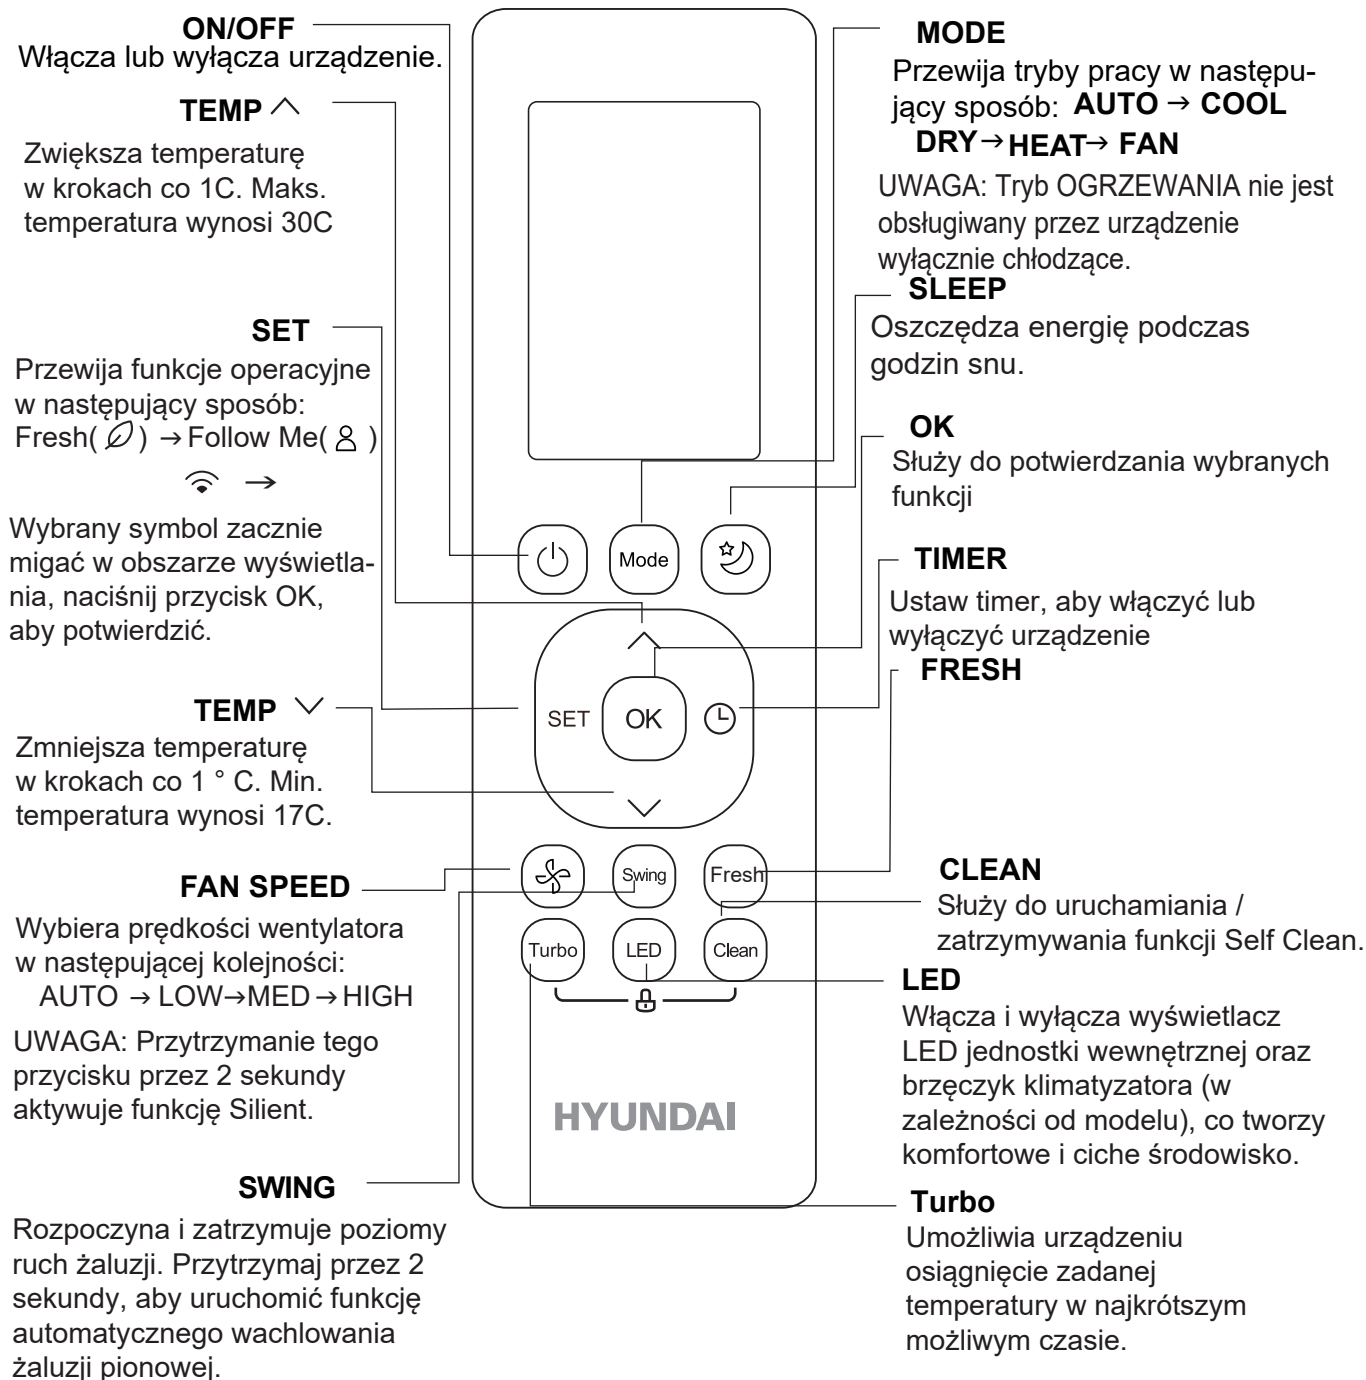 ON/OFF
Włącza lub wyłącza urządzenie.
TEMP
Zwiększa temperaturę
w krokach co 1C. Maks.
temperatura wynosi 30C
SET
Przewija funkcje operacyjne
w następujący sposób:
Fresh( ) → Follow Me( )
→
Wybrany symbol zacznie
migać w obszarze wyświetla-
nia, naciśnij przycisk OK,
aby potwierdzić.
TEMP
Zmniejsza temperaturę
w krokach co 1 ° C. Min.
temperatura wynosi 17C.
FAN SPEED
Wybiera prędkości wentylatora
w następującej kolejności:
AUTO → LOW→MED → HIGH
UWAGA: Przytrzymanie tego
przycisku przez 2 sekundy
aktywuje funkcję Silient.
SWING
Rozpoczyna i zatrzymuje poziomy
ruch żaluzji. Przytrzymaj przez 2
sekundy, aby uruchomić funkcję
automatycznego wachlowania
żaluzji pionowej.
Mode
SET
OK
Swing
Fresh
Turbo
LED
Clean
HYUNDAI
MODE
Przewija tryby pracy w następu-
jący sposób: AUTO → COOL
DRY→HEAT→ FAN
UWAGA: Tryb OGRZEWANIA nie jest
obsługiwany przez urządzenie
wyłącznie chłodzące.
SLEEP
Oszczędza energię podczas
godzin snu.
OK
Służy do potwierdzania wybranych
funkcji
TIMER
Ustaw timer, aby włączyć lub
wyłączyć urządzenie
FRESH
CLEAN
Służy do uruchamiania /
zatrzymywania funkcji Self Clean.
LED
Włącza i wyłącza wyświetlacz
LED jednostki wewnętrznej oraz
brzęczyk klimatyzatora (w
zależności od modelu), co tworzy
komfortowe i ciche środowisko.
Turbo
Umożliwia urządzeniu
osiągnięcie zadanej
temperatury w najkrótszym
możliwym czasie.